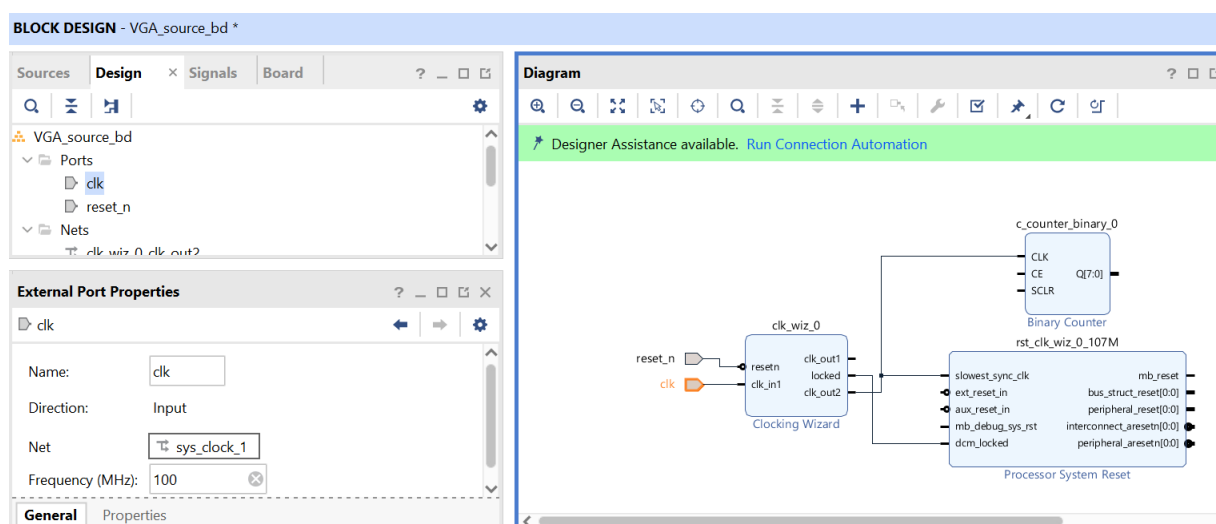 BLOCK DESIGN - VGA_source_bd *
Sources Design × Signals Board ? _
VGA_source_bd
Ports
clk
reset_n
Nets
clk_wiz_0_clk_out2
External Port Properties ? _ ×
clk
Name: clk
Direction: Input
Net sys_clock_1
Frequency (MHz): 100
General Properties
Diagram ?
Designer Assistance available. Run Connection Automation
c_counter_binary_0
CLK
CE Q[7:0]
SCLR
Binary Counter
clk_wiz_0
reset_n
clk
resetn
clk_in1
clk_out1
locked
clk_out2
Clocking Wizard
rst_clk_wiz_0_107M
slowest_sync_clk mb_reset
ext_reset_in bus_struct_reset[0:0]
aux_reset_in peripheral_reset[0:0]
mb_debug_sys_rst interconnect_aresetn[0:0]
dcm_locked peripheral_aresetn[0:0]
Processor System Reset